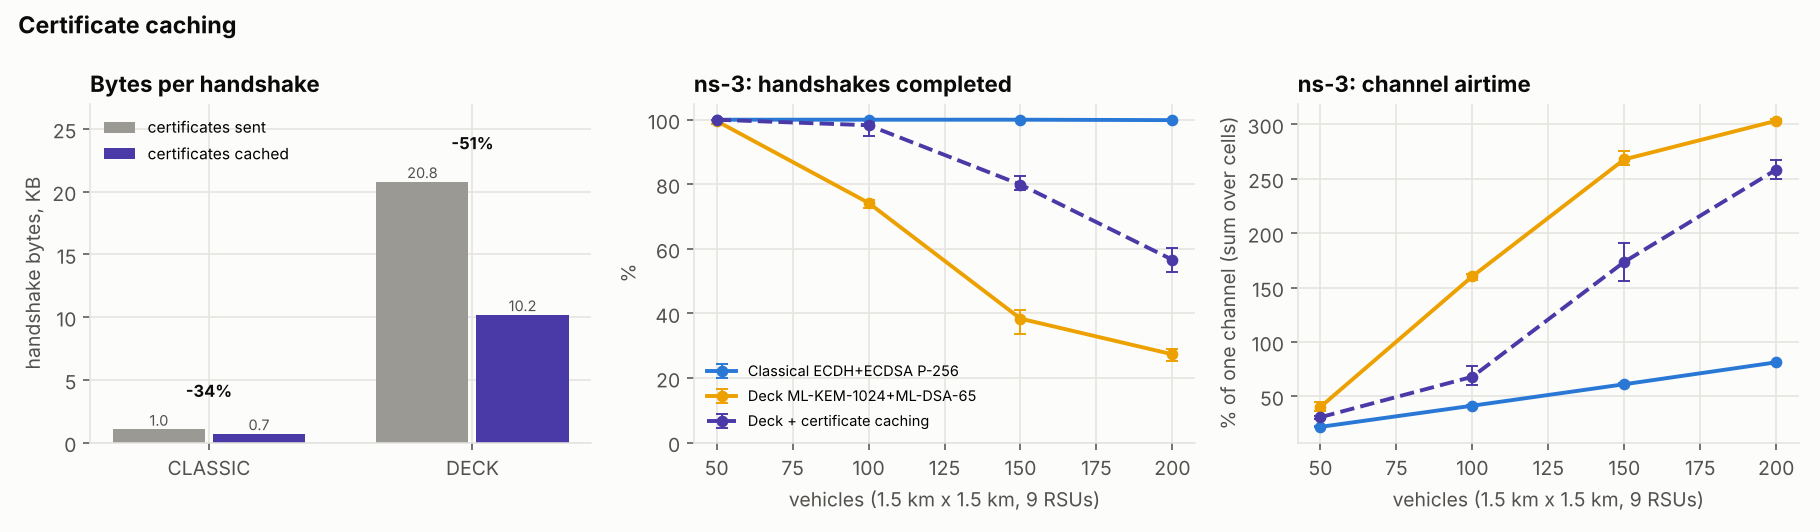 Certificate caching
Bytes per handshake
certificates sent
certificates cached
-51%
20.8
10.2
-34%
1.0
0.7
25
20
15
10
5
0
handshake bytes, KB
CLASSIC
DECK
ns-3: handshakes completed
100
80
60
40
20
0
%
Classical ECDH+ECDSA P-256
Deck ML-KEM-1024+ML-DSA-65
Deck + certificate caching
50
75
100
125
150
175
200
vehicles (1.5 km x 1.5 km, 9 RSUs)
ns-3: channel airtime
300
250
200
150
100
50
% of one channel (sum over cells)
50
75
100
125
150
175
200
vehicles (1.5 km x 1.5 km, 9 RSUs)